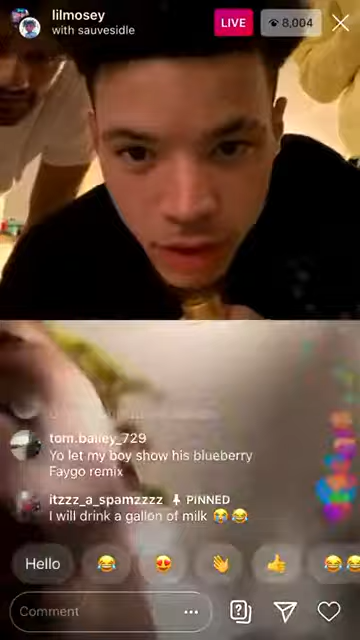 lilmosey
with sauvesidle
LIVE
8,004
tom.bailey_729
Yo let my boy show his blueberry
Faygo remix
itzzz_a_spamzzzz PINNED
I will drink a gallon of milk 😂😂
Hello 😂 😍 👋 👍 😂😂
Comment